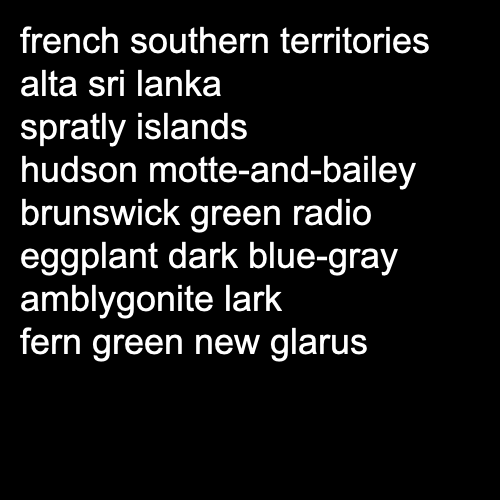 french southern territories
alta sri lanka
spratly islands
hudson motte-and-bailey
brunswick green radio
eggplant dark blue-gray
amblygonite lark
fern green new glarus